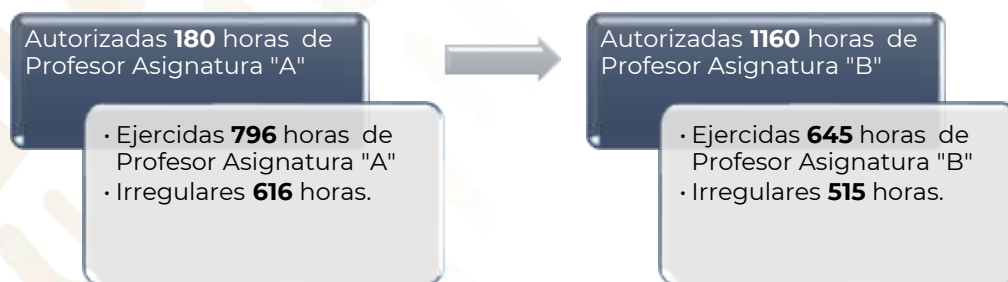 Autorizadas 180 horas de
Profesor Asignatura "A"
· Ejercidas 796 horas de
Profesor Asignatura "A"
· Irregulares 616 horas.
Autorizadas 1160 horas de
Profesor Asignatura "B"
· Ejercidas 645 horas de
Profesor Asignatura "B"
· Irregulares 515 horas.